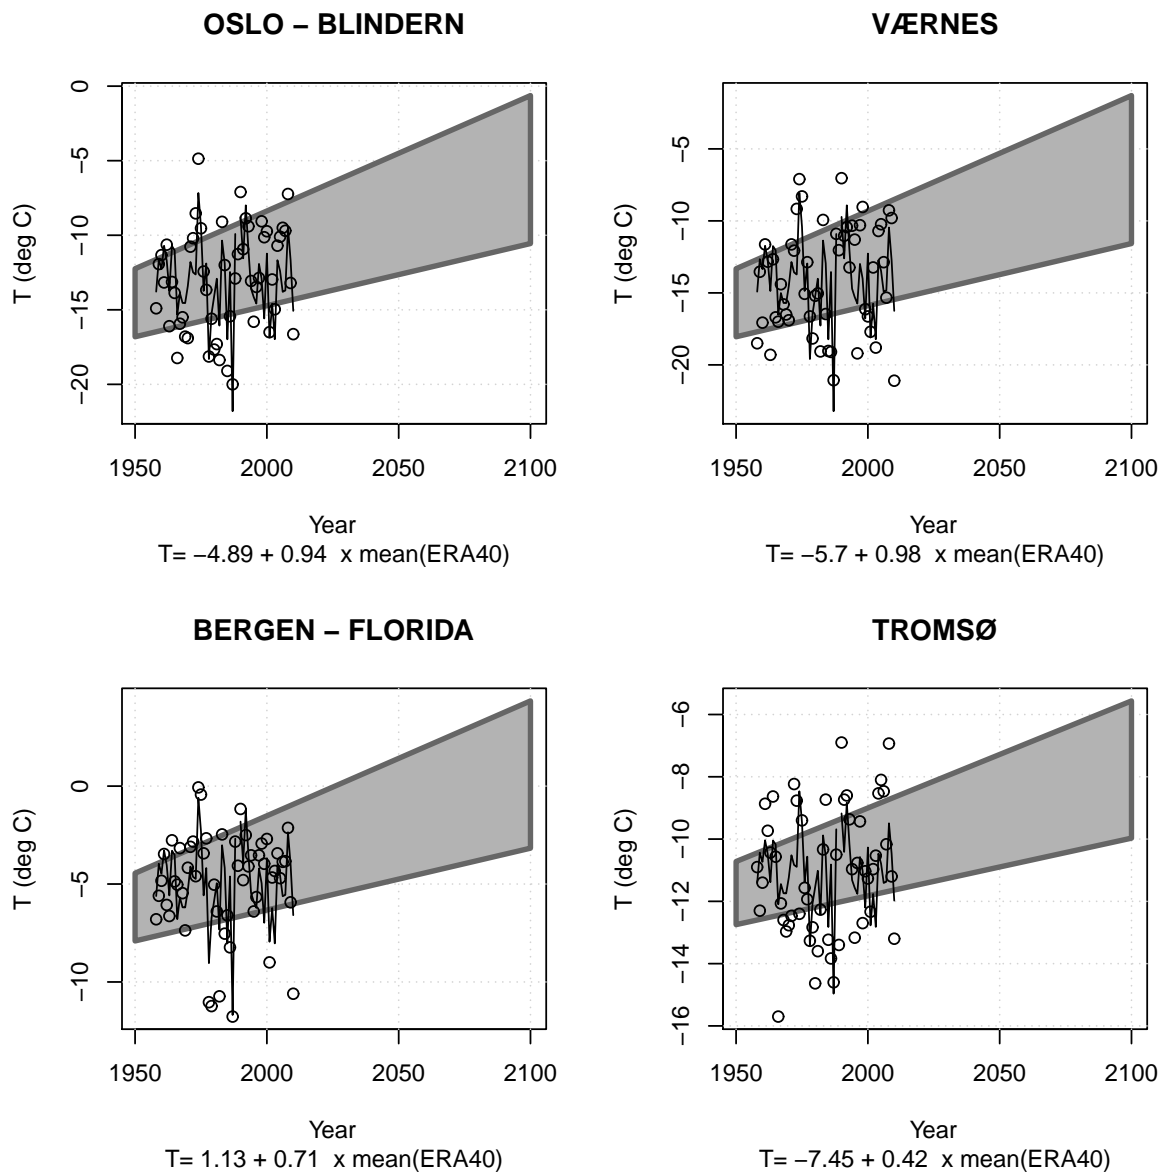 OSLO – BLINDERN
T (deg C)
0
−5
−10
−15
−20
1950 2000 2050 2100
Year
T= −4.89 + 0.94 x mean(ERA40)
VÆRNES
T (deg C)
−5
−10
−15
−20
1950 2000 2050 2100
Year
T= −5.7 + 0.98 x mean(ERA40)
BERGEN – FLORIDA
T (deg C)
0
−5
−10
1950 2000 2050 2100
Year
T= 1.13 + 0.71 x mean(ERA40)
TROMSØ
T (deg C)
−6
−8
−10
−12
−14
−16
1950 2000 2050 2100
Year
T= −7.45 + 0.42 x mean(ERA40)